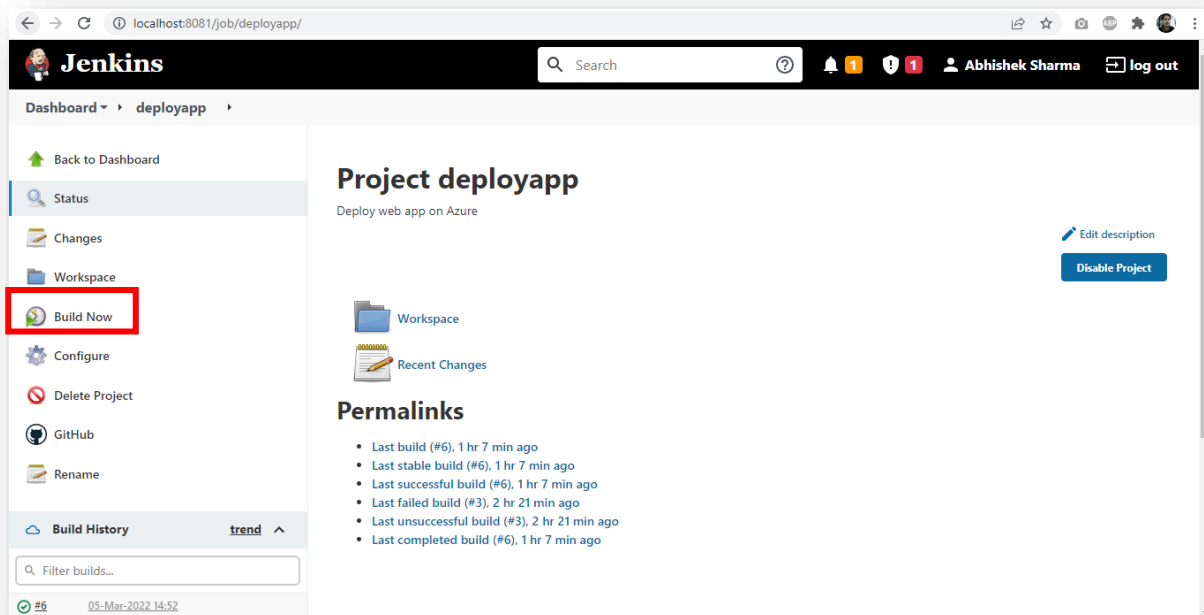 localhost:8081/job/deployapp/
ABP
Jenkins
Search
1
1
Abhishek Sharma
log out
Dashboard
deployapp
Back to Dashboard
Status
Changes
Workspace
Build Now
Configure
Delete Project
GitHub
Rename
Build History
trend
Filter builds...
#6 05-Mar-2022 14:52
Project deployapp
Deploy web app on Azure
Edit description
Disable Project
Workspace
Recent Changes
Permalinks
Last build (#6), 1 hr 7 min ago
Last stable build (#6), 1 hr 7 min ago
Last successful build (#6), 1 hr 7 min ago
Last failed build (#3), 2 hr 21 min ago
Last unsuccessful build (#3), 2 hr 21 min ago
Last completed build (#6), 1 hr 7 min ago